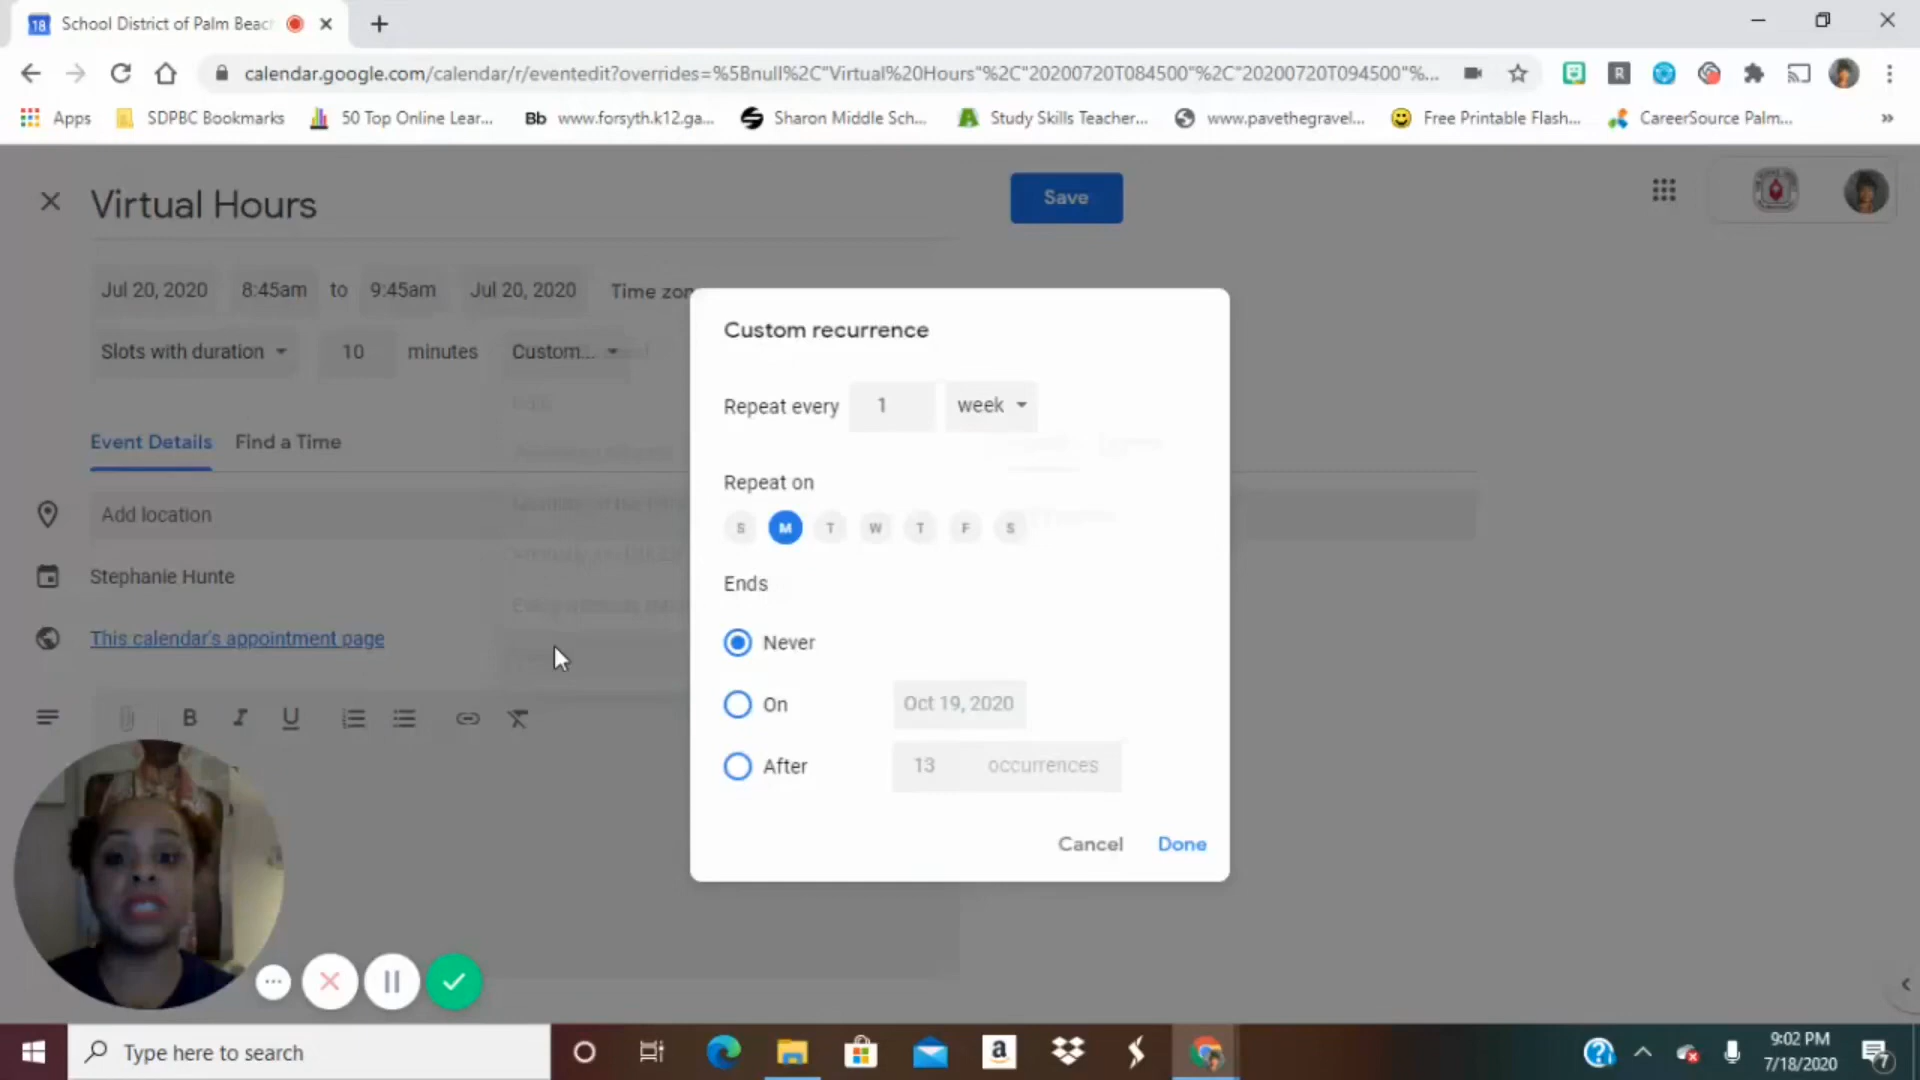 18 School District of Palm Beac
calendar.google.com/calendar/r/eventedit?overrides=%5Bnull%2C"Virtual%20Hours"%2C"20200720T084500"%2C"20200720T094500"%...
R
Apps SDPBC Bookmarks 50 Top Online Lear... Bb www.forsyth.k12.ga... Sharon Middle Sch... Study Skills Teacher... www.pavethegravel... Free Printable Flash... CareerSource Palm... »
Virtual Hours
Save
Jul 20, 2020 8:45am to 9:45am Jul 20, 2020 Time zon
Slots with duration 10 minutes Custom...
Event Details Find a Time
Add location
Stephanie Hunte
This calendar's appointment page
B I U
Custom recurrence
Repeat every 1 week
Repeat on
S M T W T F S
Ends
Never
On Oct 19, 2020
After 13 occurrences
Cancel Done
Type here to search
a
9:02 PM
7/18/2020
7